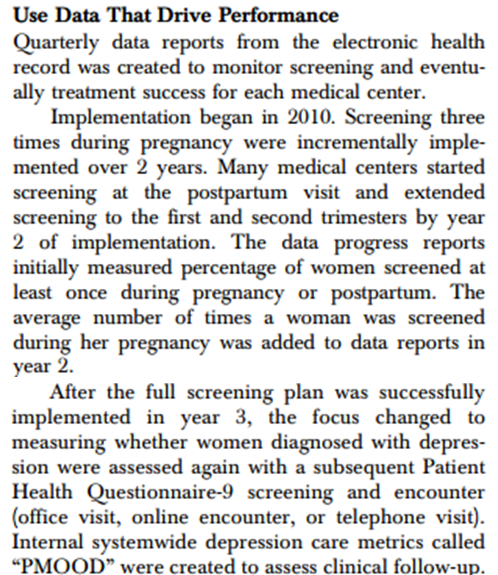 Use Data That Drive Performance
Quarterly data reports from the electronic health
record was created to monitor screening and eventu-
ally treatment success for each medical center.
Implementation began in 2010. Screening three
times during pregnancy were incrementally imple-
mented over 2 years. Many medical centers started
screening at the postpartum visit and extended
screening to the first and second trimesters by year
2 of implementation. The data progress reports
initially measured percentage of women screened at
least once during pregnancy or postpartum. The
average number of times a woman was screened
during her pregnancy was added to data reports in
year 2.
After the full screening plan was successfully
implemented in year 3, the focus changed to
measuring whether women diagnosed with depres-
sion were assessed again with a subsequent Patient
Health Questionnaire-9 screening and encounter
(office visit, online encounter, or telephone visit).
Internal systemwide depression care metrics called
“PMOOD” were created to assess clinical follow-up.